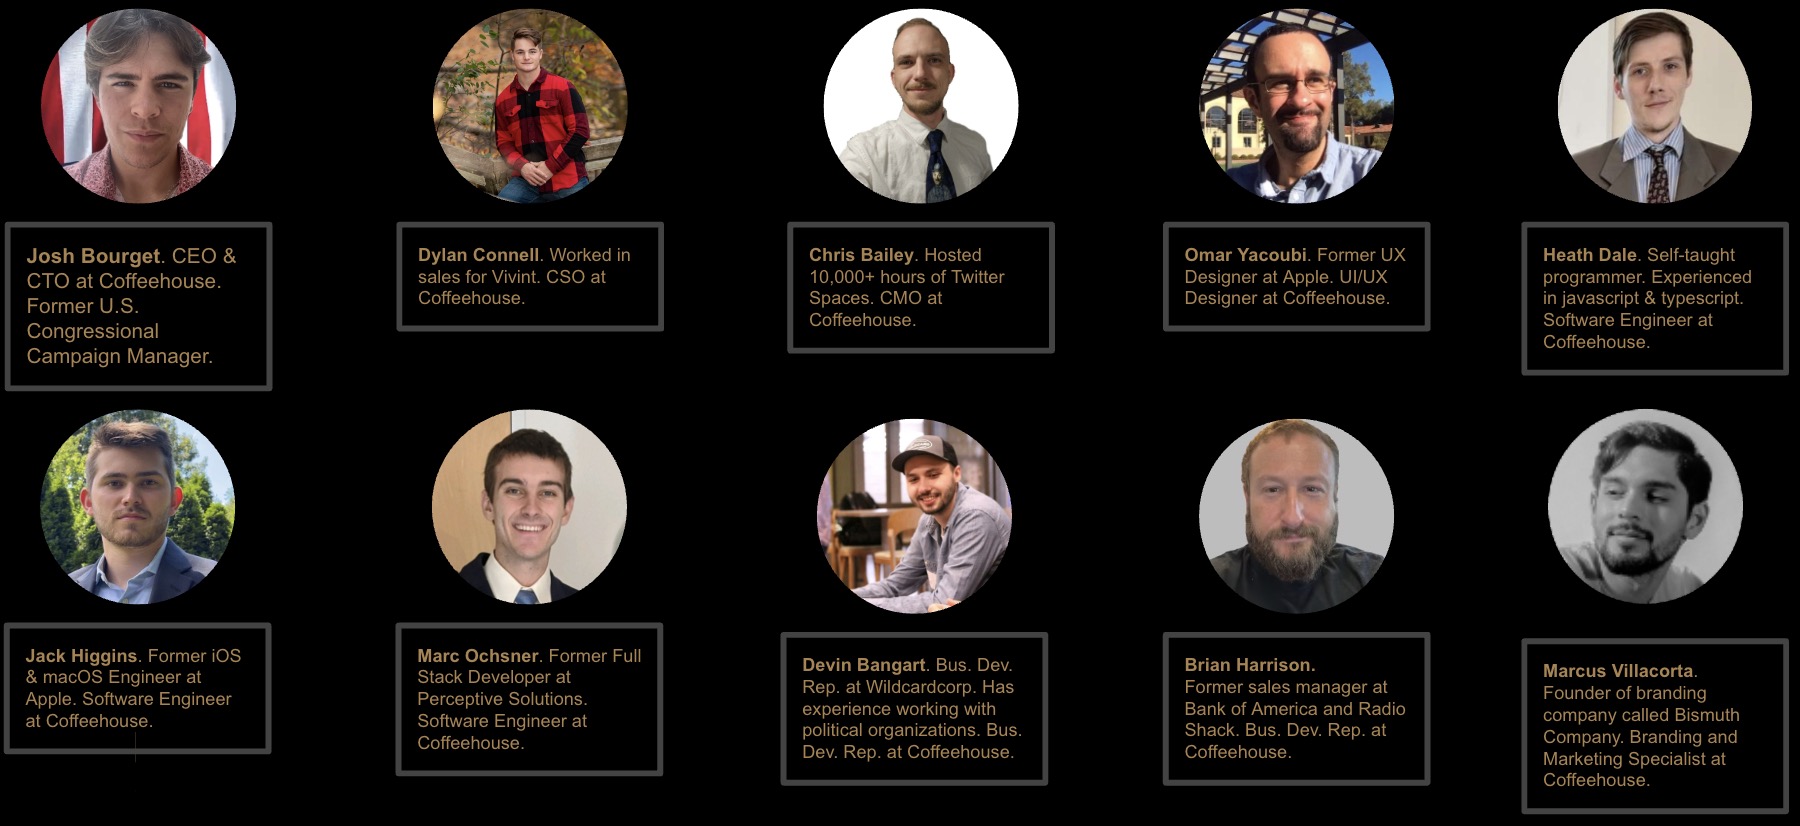 Josh Bourget. CEO &
CTO at Coffeehouse.
Former U.S.
Congressional
Campaign Manager.
Dylan Connell. Worked in
sales for Vivint. CSO at
Coffeehouse.
Chris Bailey. Hosted
10,000+ hours of Twitter
Spaces. CMO at
Coffeehouse.
Omar Yacoubi. Former UX
Designer at Apple. UI/UX
Designer at Coffeehouse.
Heath Dale. Self-taught
programmer. Experienced
in javascript & typescript.
Software Engineer at
Coffeehouse.
Jack Higgins. Former iOS
& macOS Engineer at
Apple. Software Engineer
at Coffeehouse.
Marc Ochsner. Former Full
Stack Developer at
Perceptive Solutions.
Software Engineer at
Coffeehouse.
Devin Bangart. Bus. Dev.
Rep. at Wildcardcorp. Has
experience working with
political organizations. Bus.
Dev. Rep. at Coffeehouse.
Brian Harrison.
Former sales manager at
Bank of America and Radio
Shack. Bus. Dev. Rep. at
Coffeehouse.
Marcus Villacorta.
Founder of branding
company called Bismuth
Company. Branding and
Marketing Specialist at
Coffeehouse.